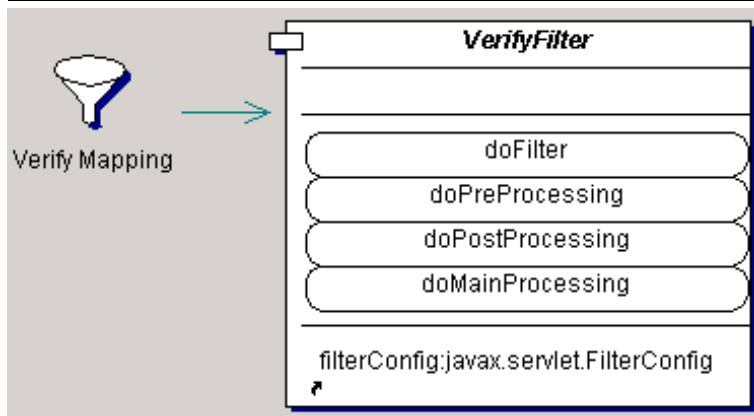 VerifyFilter
Verify Mapping
doFilter
doPreProcessing
doPostProcessing
doMainProcessing
filterConfig:javax.servlet.FilterConfig